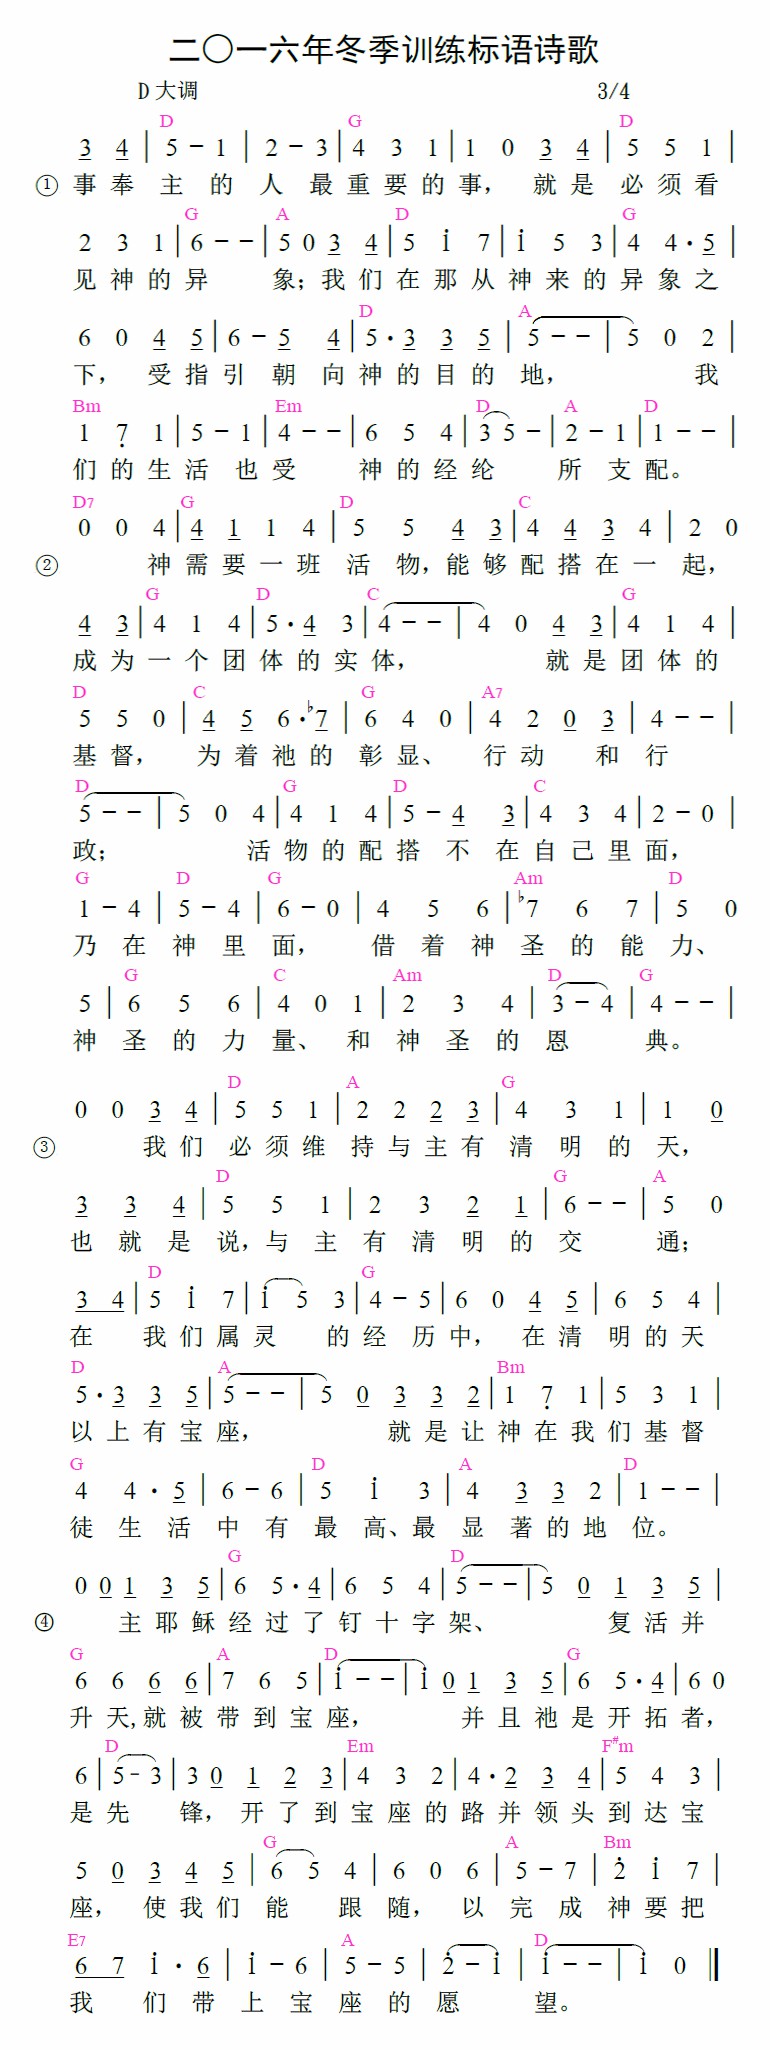 二〇一六年冬季训练标语诗歌
D大调 3/4
D G D
3 4 | 5 - 1 | 2 - 3 | 4 3 1 | 1 0 3 4 | 5 5 1 |
① 事奉主的人最重要的事，就是必须看
G A D G
2 3 1 | 6 - - | 5 0 3 4 | 5 i 7 | i 5 3 | 4 4 · 5 |
见神的异象；我们在那从神来的异象之
D A
6 0 4 5 | 6 - 5 4 | 5 · 3 3 5 | 5 - - | 5 0 2 |
下，受指引朝向神的目的地，我
Bm Em D A D
1 7 1 | 5 - 1 | 4 - - | 6 5 4 | 3 5 - | 2 - 1 | 1 - - |
们的生活也受神的经纶所支配。
D7 G D C
0 0 4 | 4 1 1 4 | 5 5 4 3 | 4 4 3 4 | 2 0
② 神需要一班活物，能够配搭在一起，
G D C G
4 3 | 4 1 4 | 5 · 4 3 | 4 - - | 4 0 4 3 | 4 1 4 |
成为一个团体的实体，就是团体的
D C G A7
5 5 0 | 4 5 6 · ♭7 | 6 4 0 | 4 2 0 3 | 4 - - |
基督，为着祂的彰显、行动和行
D G D C
5 - - | 5 0 4 | 4 1 4 | 5 - 4 3 | 4 3 4 | 2 - 0 |
政；活物的配搭不在自己里面，
G D G Am D
1 - 4 | 5 - 4 | 6 - 0 | 4 5 6 | ♭7 6 7 | 5 0
乃在神里面，借着神圣的能力、
G C Am D G
5 | 6 5 6 | 4 0 1 | 2 3 4 | 3 - 4 | 4 - - |
神圣的力量、和神圣的恩典。
D A G
0 0 3 4 | 5 5 1 | 2 2 2 3 | 4 3 1 | 1 0
③ 我们必须维持与主有清明的天，
D G A
3 3 4 | 5 5 1 | 2 3 2 1 | 6 - - | 5 0
也就是说，与主有清明的交通；
D G
3 4 | 5 i 7 | i 5 3 | 4 - 5 | 6 0 4 5 | 6 5 4 |
在我们属灵的经历中，在清明的天
D A Bm
5 · 3 3 5 | 5 - - | 5 0 3 3 2 | 1 7 1 | 5 3 1 |
以上有宝座，就是让神在我们基督
G D A D
4 4 · 5 | 6 - 6 | 5 i 3 | 4 3 3 2 | 1 - - |
徒生活中有最高、最显著的地位。
G D
0 0 1 3 5 | 6 5 · 4 | 6 5 4 | 5 - - | 5 0 1 3 5 |
④ 主耶稣经过了钉十字架、复活并
G A D G
6 6 6 6 | 7 6 5 | i - - | i 0 1 3 5 | 6 5 · 4 | 6 0
升天，就被带到宝座，并且祂是开拓者，
D Em F#m
6 | 5 - 3 | 3 0 1 2 3 | 4 3 2 | 4 · 2 3 4 | 5 4 3 |
是先锋，开了到宝座的路并领头到达宝
G A Bm
5 0 3 4 5 | 6 5 4 | 6 0 6 | 5 - 7 | 2̇ i 7 |
座，使我们能跟随，以完成神要把
E7 A D
6 7 i · 6 | i - 6 | 5 - 5 | 2̇ - i | i - - | i 0 ‖
我们带上宝座的愿望。